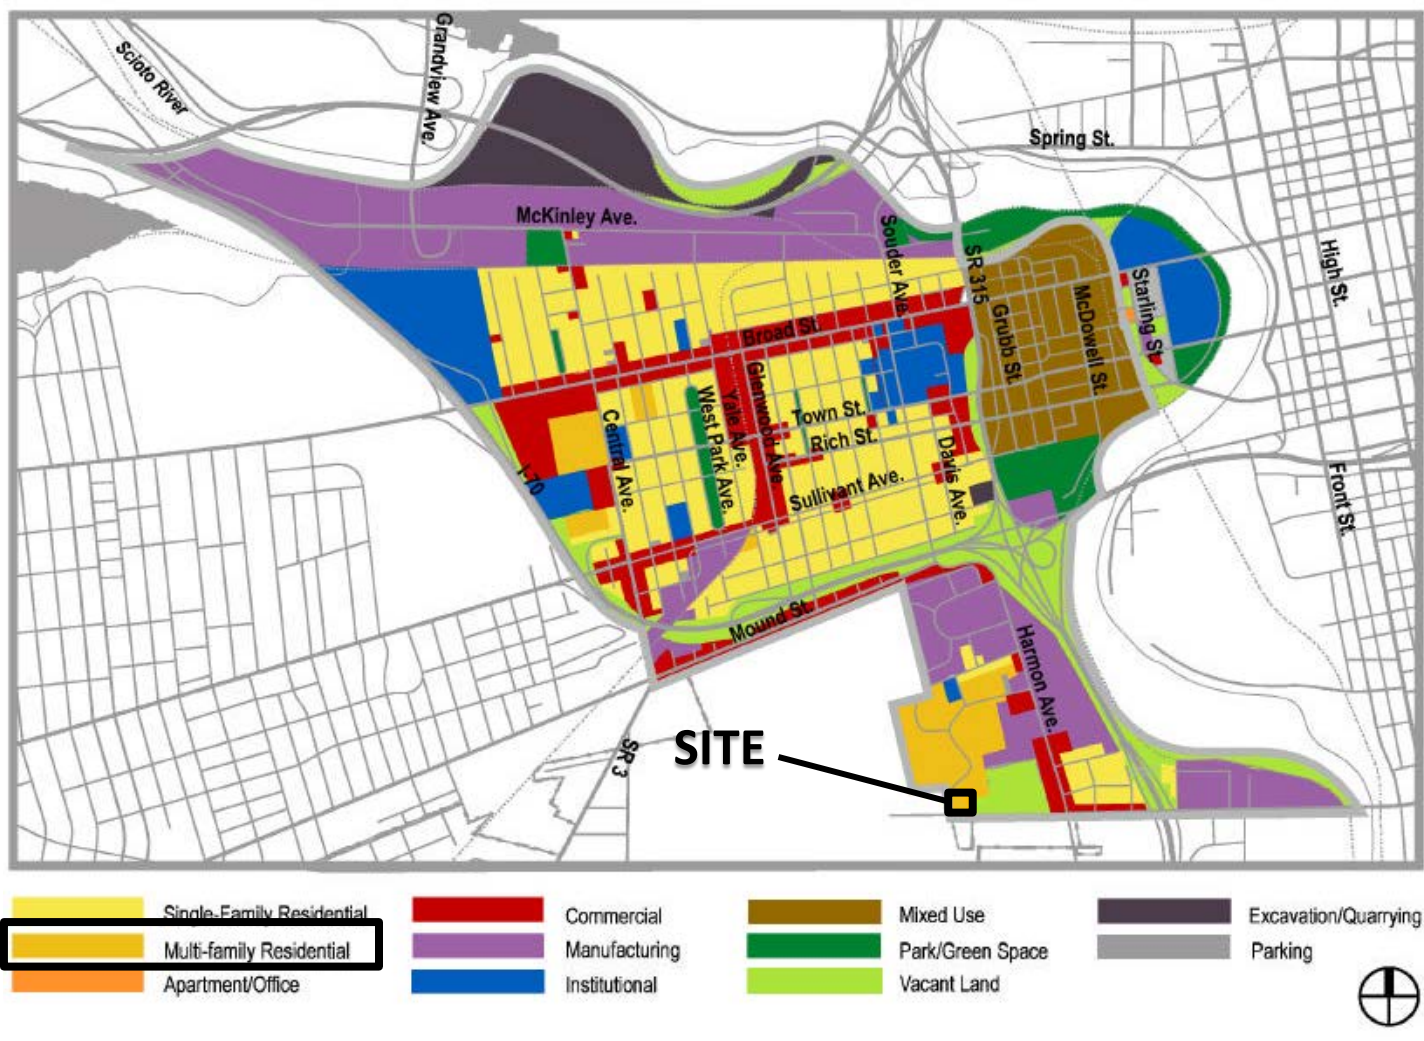 Scioto River
Grandview Ave.
Spring St.
McKinley Ave.
Souder Ave.
SR 315
High St.
Starling St.
McDowell St.
Grubb St.
Broad St.
Glenwood Ave
Yale Ave.
West Park Ave.
Town St.
Rich St.
Central Ave.
Davis Ave.
I-70
Sullivant Ave.
Front St.
Mound St.
Harmon Ave.
SITE
SR 3
Single-Family Residential
Commercial
Mixed Use
Excavation/Quarrying
Multi-family Residential
Manufacturing
Park/Green Space
Parking
Apartment/Office
Institutional
Vacant Land